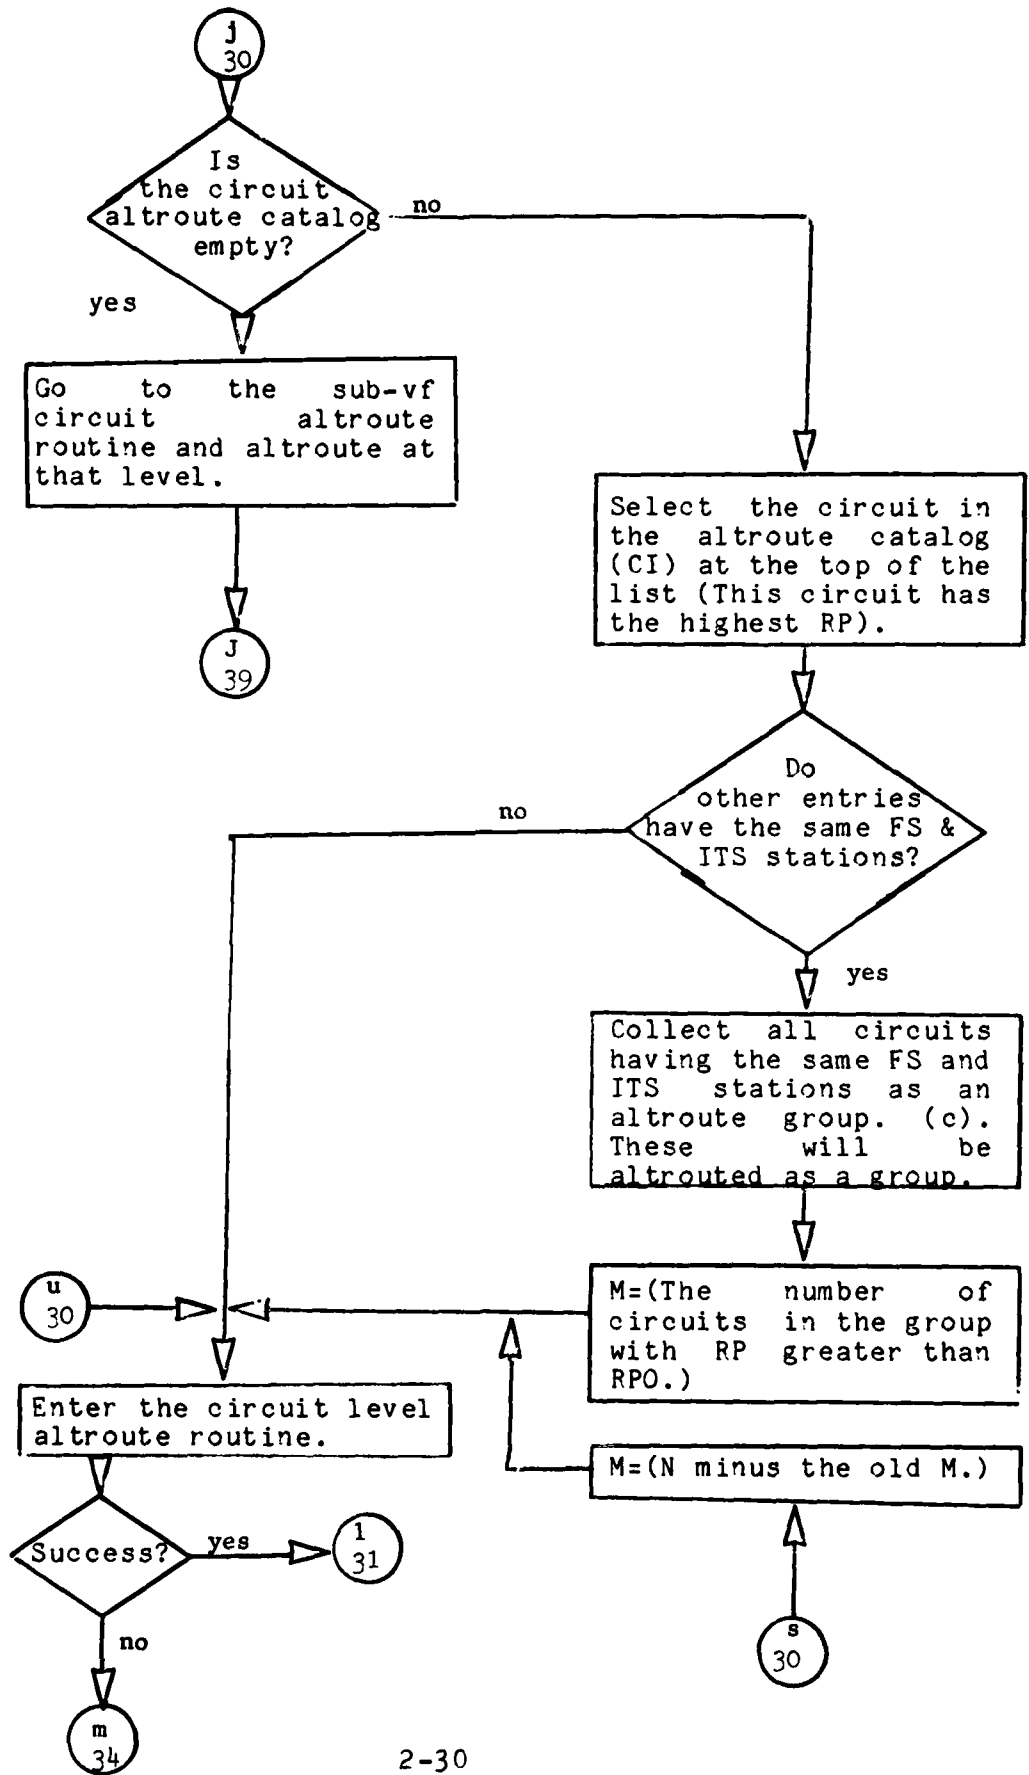 j
30
Is
the circuit
altroute catalog
empty?
no
yes
Go to the sub-vf
circuit altroute
routine and altroute at
that level.
J
39
Select the circuit in
the altroute catalog
(CI) at the top of the
list (This circuit has
the highest RP).
Do
other entries
have the same FS &
ITS stations?
no
yes
Collect all circuits
having the same FS and
ITS stations as an
altroute group. (c).
These will be
altrouted as a group.
u
30
M=(The number of
circuits in the group
with RP greater than
RPO.)
Enter the circuit level
altroute routine.
M=(N minus the old M.)
Success?
yes
l
31
no
s
30
m
34
2-30